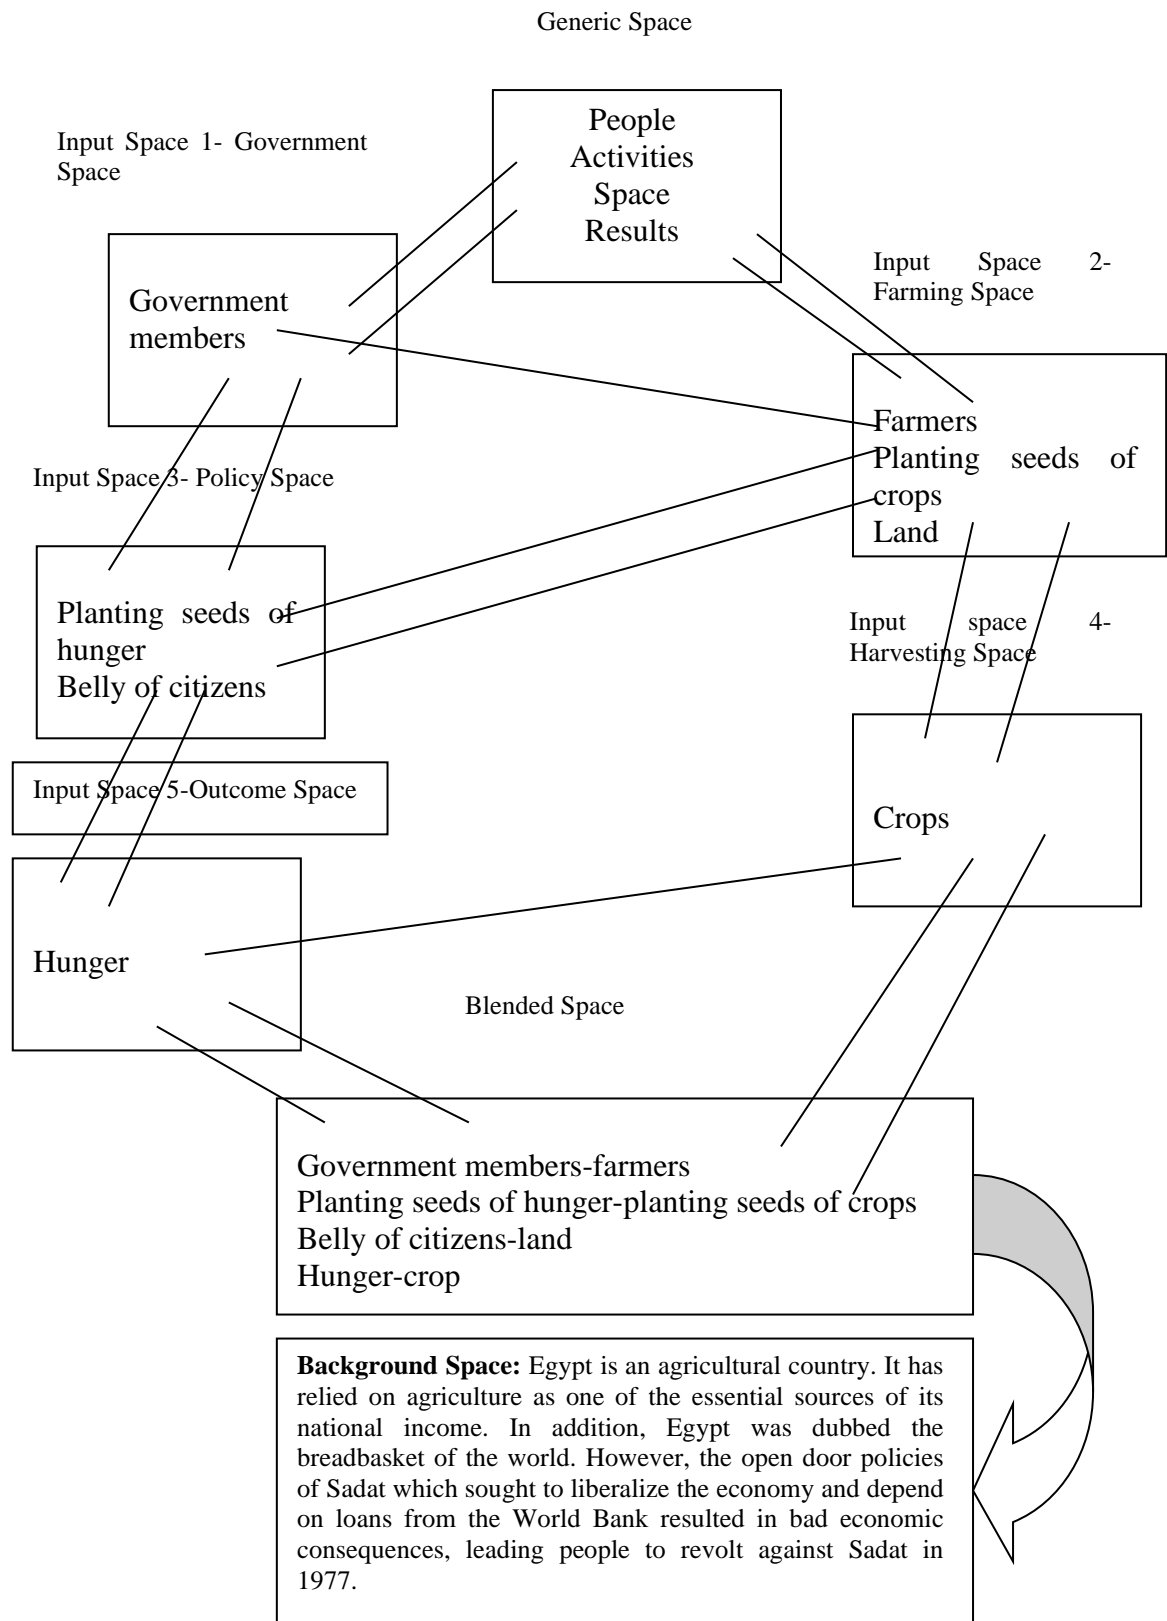 Generic Space
People
Activities
Space
Results
Input Space 1- Government
Space
Government
members
Input Space 2-
Farming Space
Farmers
Planting seeds of
crops
Land
Input Space 3- Policy Space
Planting seeds of
hunger
Belly of citizens
Input space 4-
Harvesting Space
Crops
Input Space 5-Outcome Space
Hunger
Blended Space
Government members-farmers
Planting seeds of hunger-planting seeds of crops
Belly of citizens-land
Hunger-crop
Background Space: Egypt is an agricultural country. It has
relied on agriculture as one of the essential sources of its
national income. In addition, Egypt was dubbed the
breadbasket of the world. However, the open door policies
of Sadat which sought to liberalize the economy and depend
on loans from the World Bank resulted in bad economic
consequences, leading people to revolt against Sadat in
1977.